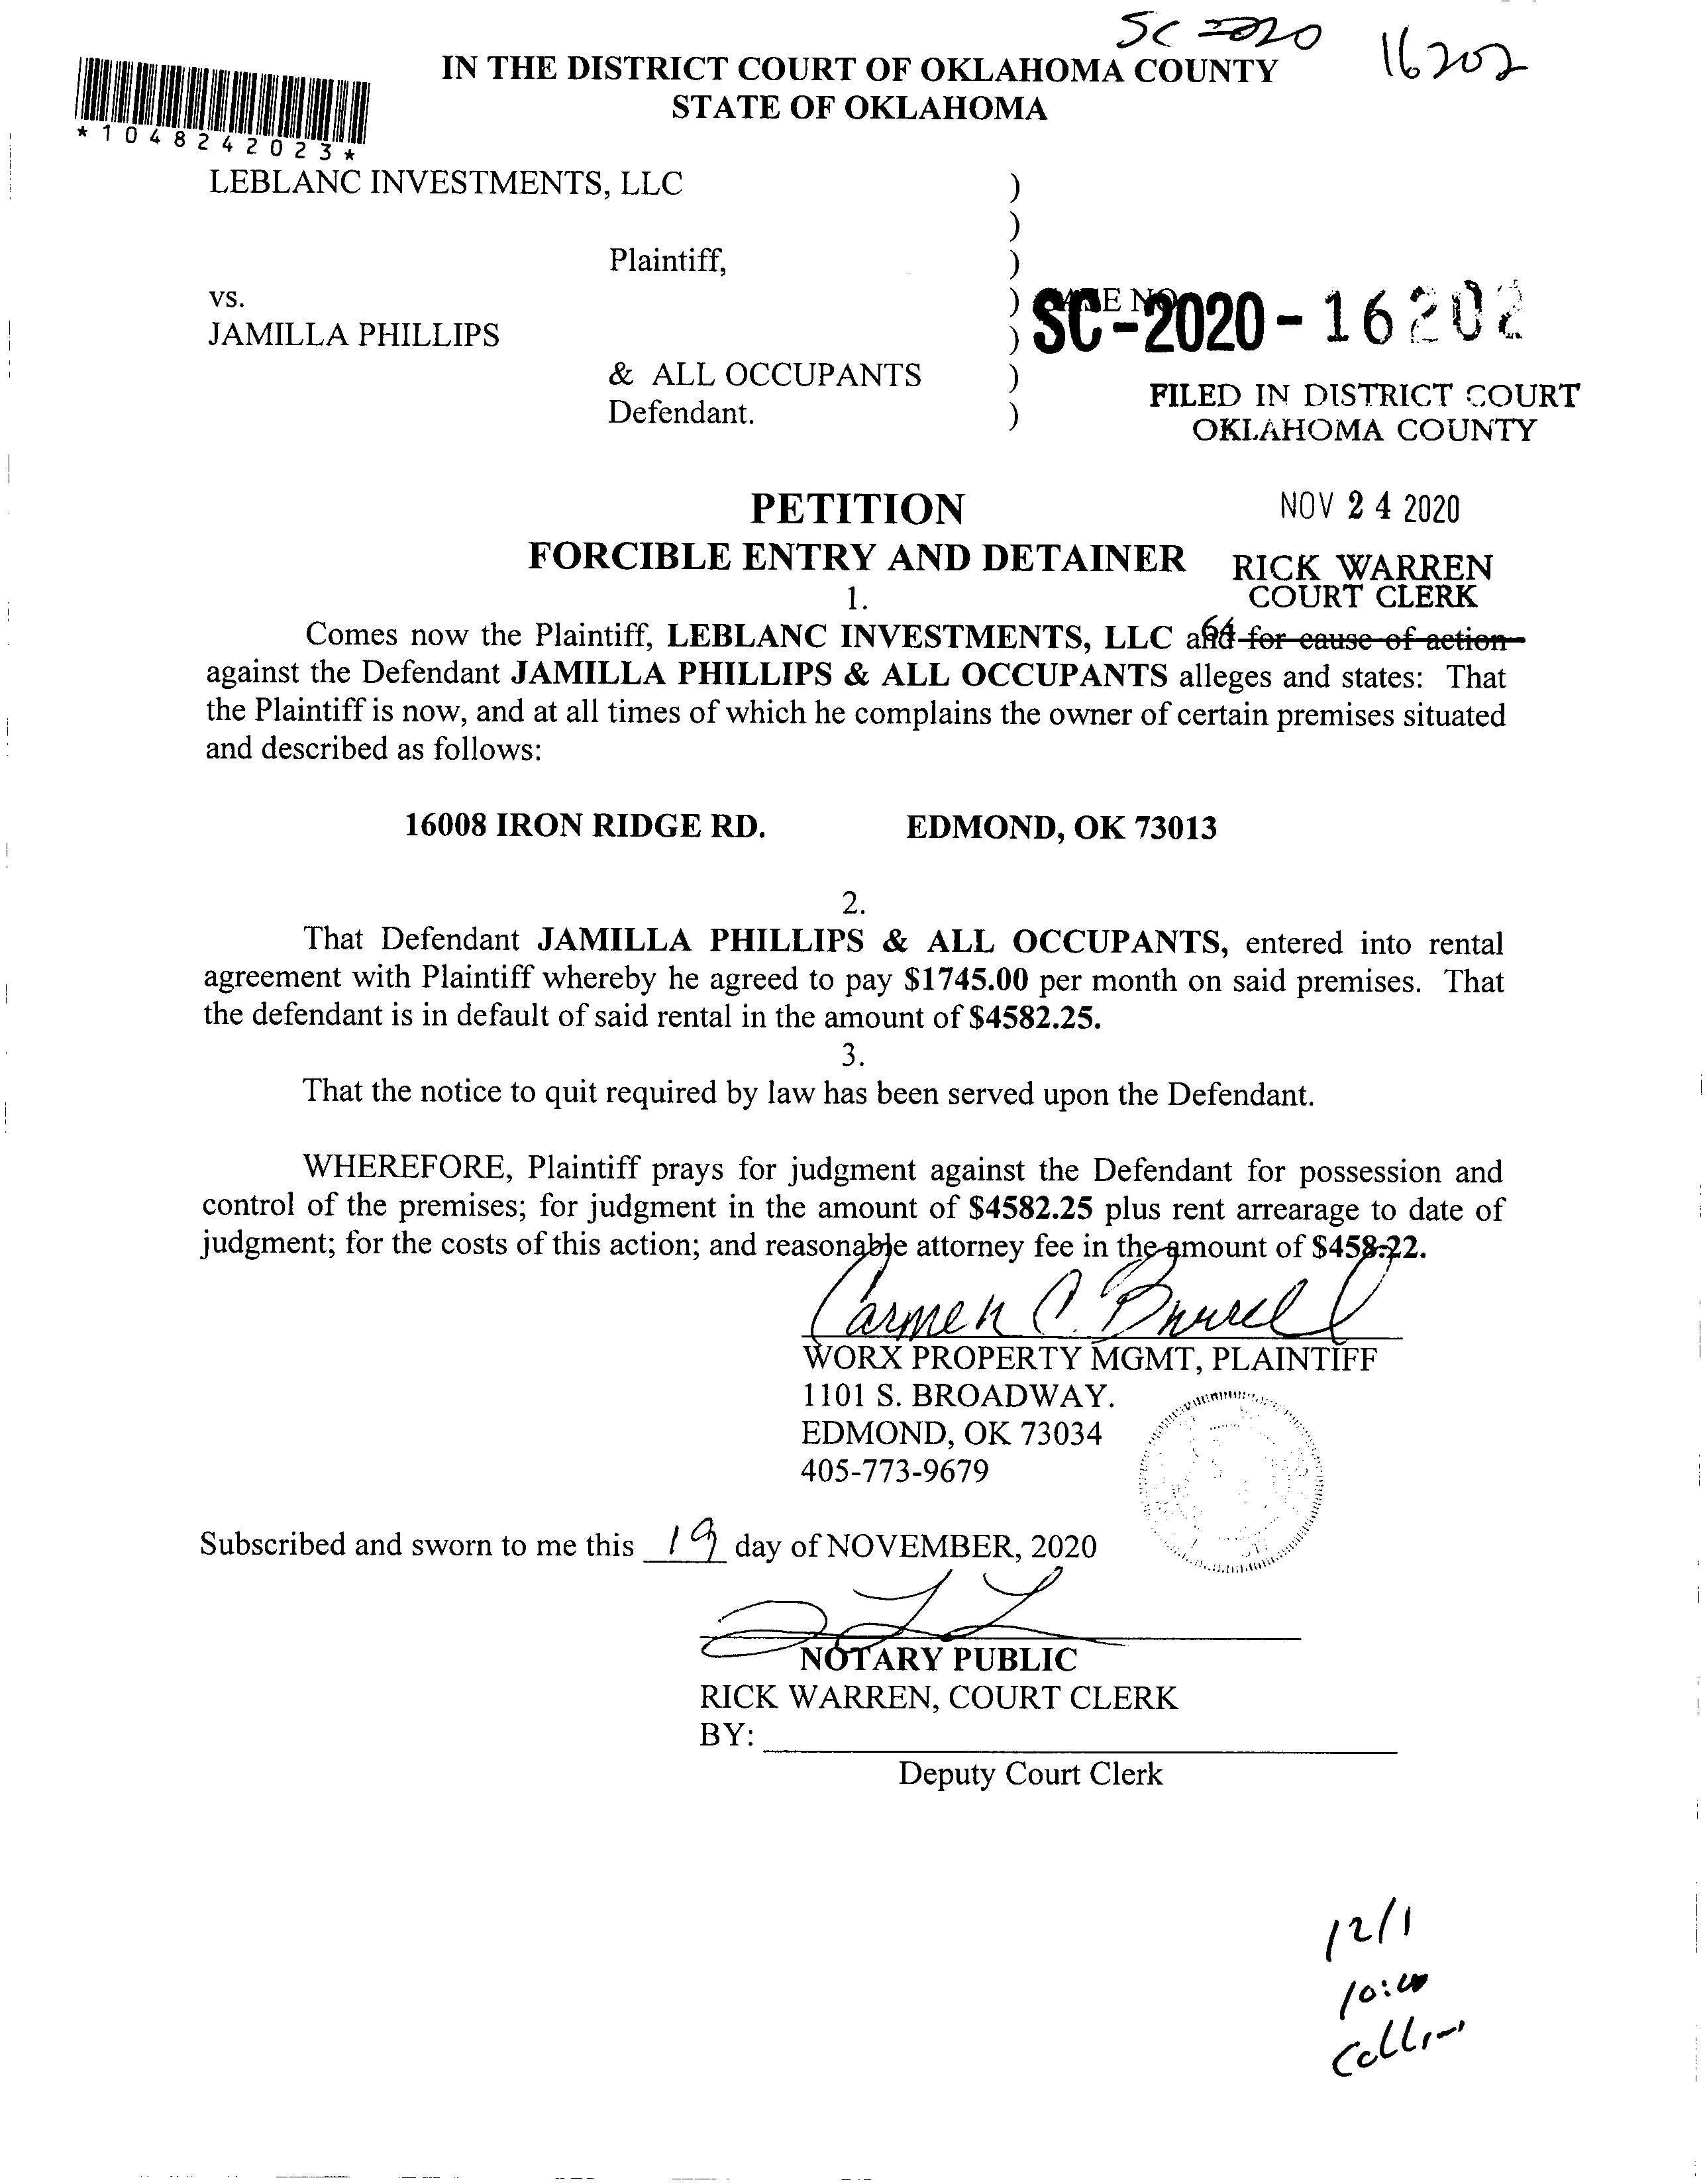 SC 2020 16202
IN THE DISTRICT COURT OF OKLAHOMA COUNTY
STATE OF OKLAHOMA
*1048242023*
LEBLANC INVESTMENTS, LLC )
)
Plaintiff, )
vs. ) CASE NO
SC-2020-16202
JAMILLA PHILLIPS )
& ALL OCCUPANTS )
Defendant. )
FILED IN DISTRICT COURT
OKLAHOMA COUNTY
NOV 24 2020
RICK WARREN
COURT CLERK
64
PETITION
FORCIBLE ENTRY AND DETAINER
1.
Comes now the Plaintiff, LEBLANC INVESTMENTS, LLC and for cause of action
against the Defendant JAMILLA PHILLIPS & ALL OCCUPANTS alleges and states: That
the Plaintiff is now, and at all times of which he complains the owner of certain premises situated
and described as follows:
16008 IRON RIDGE RD. EDMOND, OK 73013
2.
That Defendant JAMILLA PHILLIPS & ALL OCCUPANTS, entered into rental
agreement with Plaintiff whereby he agreed to pay $1745.00 per month on said premises. That
the defendant is in default of said rental in the amount of $4582.25.
3.
That the notice to quit required by law has been served upon the Defendant.
WHEREFORE, Plaintiff prays for judgment against the Defendant for possession and
control of the premises; for judgment in the amount of $4582.25 plus rent arrearage to date of
judgment; for the costs of this action; and reasonable attorney fee in the amount of $458.22.
Carmen C. Burrell
WORX PROPERTY MGMT, PLAINTIFF
1101 S. BROADWAY.
EDMOND, OK 73034
405-773-9679
Subscribed and sworn to me this 19 day of NOVEMBER, 2020
NOTARY PUBLIC
RICK WARREN, COURT CLERK
BY:
Deputy Court Clerk
12/1
10:00
Collins